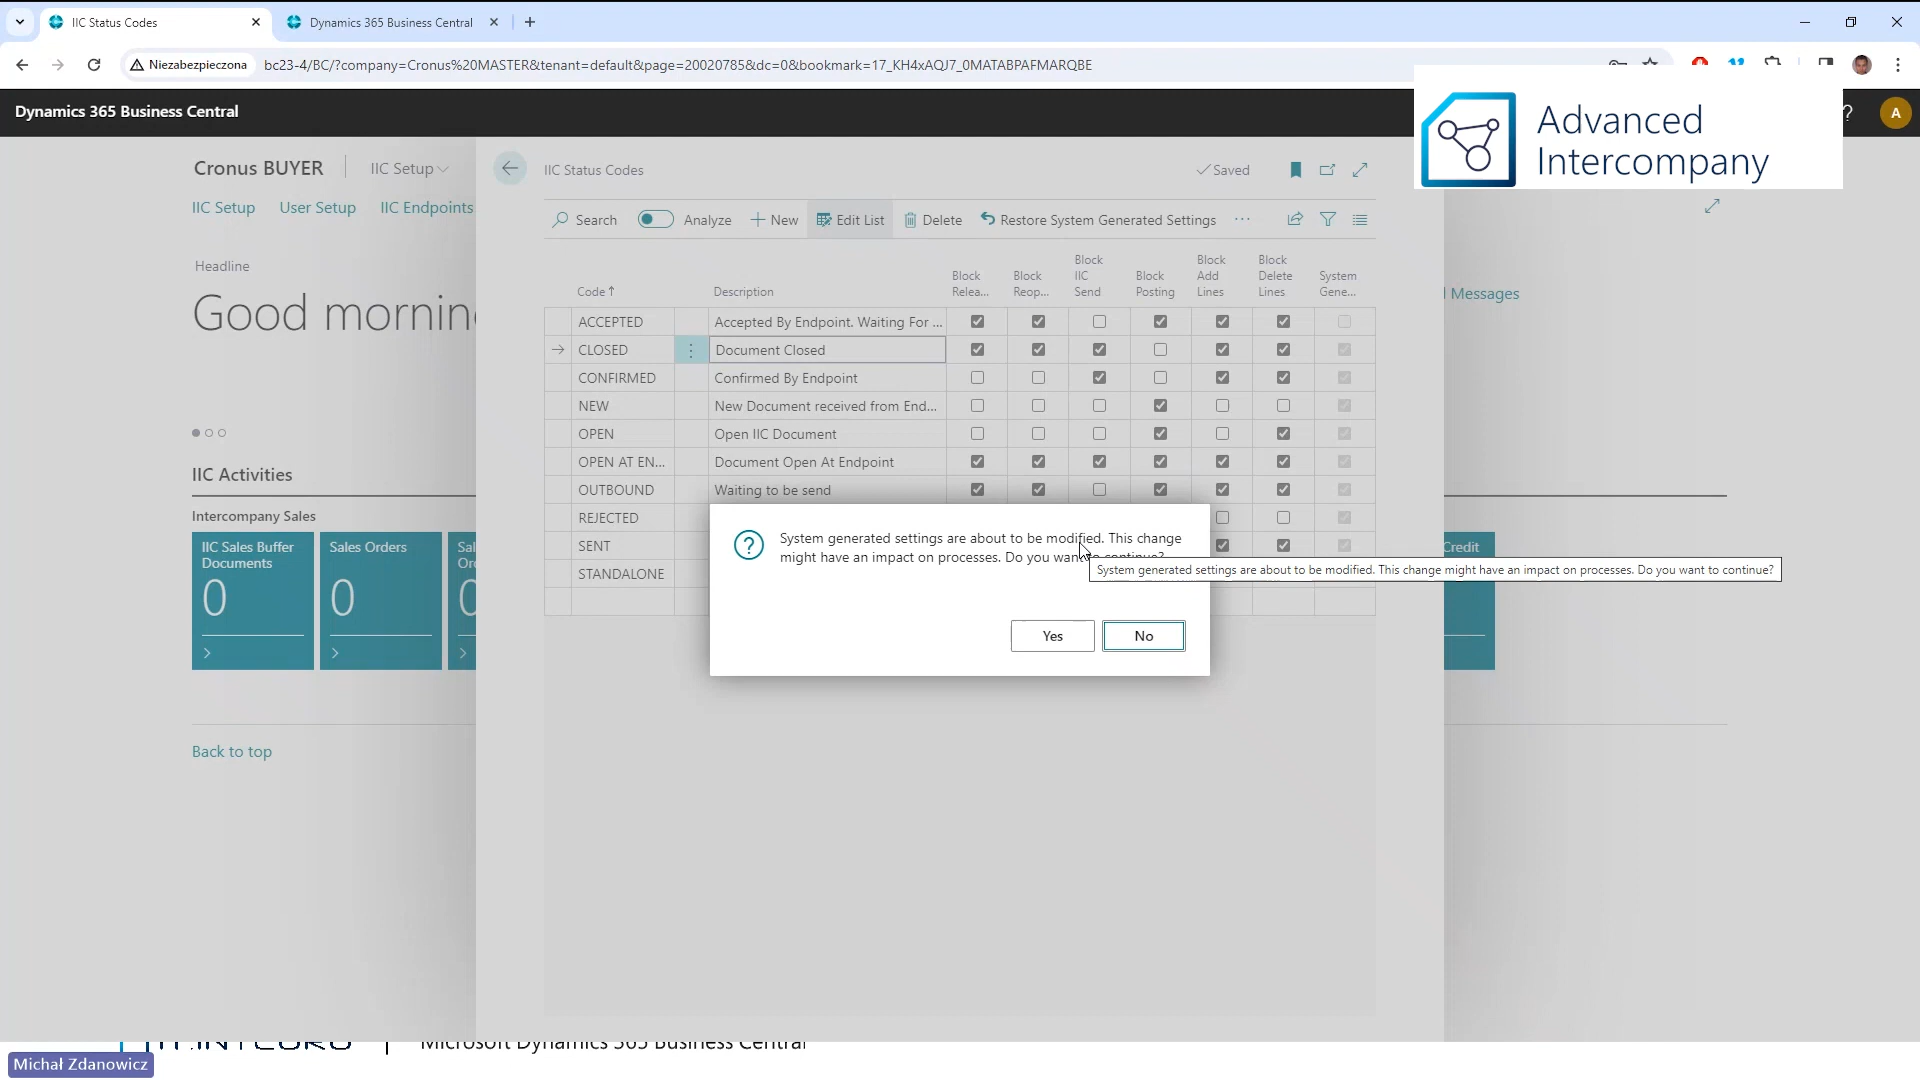 IIC Status Codes
Dynamics 365 Business Central
Niezabezpieczona
bc23-4/BC/?company=Cronus%20MASTER&tenant=default&page=20020785&dc=0&bookmark=17_KH4xAQJ7_0MATABPAFMARQBE
Dynamics 365 Business Central
?
A
Advanced
Intercompany
Cronus BUYER
IIC Setup
IIC Setup
User Setup
IIC Endpoints
IIC Status Codes
Saved
Search
Analyze
New
Edit List
Delete
Restore System Generated Settings
Headline
Good morning
Messages
Code
Description
Block
Relea...
Block
Reop...
Block
IIC
Send
Block
Posting
Block
Add
Lines
Block
Delete
Lines
System
Gene...
ACCEPTED Accepted By Endpoint. Waiting For ...
CLOSED Document Closed
CONFIRMED Confirmed By Endpoint
NEW New Document received from End...
OPEN Open IIC Document
OPEN AT EN... Document Open At Endpoint
OUTBOUND Waiting to be send
REJECTED
SENT
STANDALONE
IIC Activities
Intercompany Sales
IIC Sales Buffer
Documents
0
Sales Orders
0
Credit
System generated settings are about to be modified. This change
might have an impact on processes. Do you want to continue?
System generated settings are about to be modified. This change might have an impact on processes. Do you want to continue?
Yes
No
Back to top
Microsoft Dynamics 365 Business Central
Michał Zdanowicz